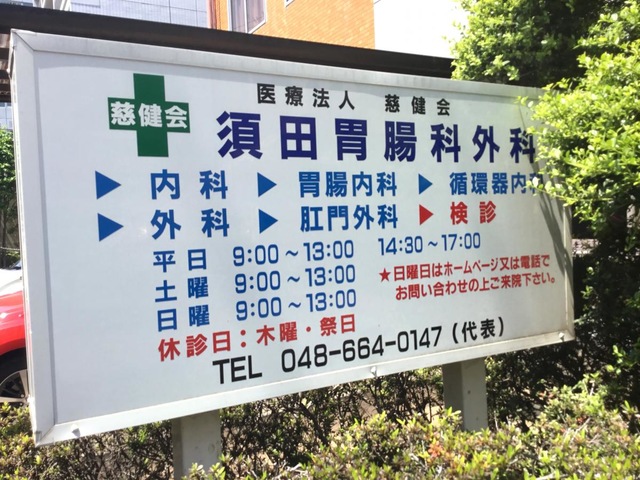 慈健会
医療法人 慈健会
須田胃腸科外科
▶ 内科 ▶ 胃腸内科 ▶ 循環器内科
▶ 外科 ▶ 肛門外科 ▶ 検診
平日 9:00～13:00 14:30～17:00
土曜 9:00～13:00
日曜 9:00～13:00
★日曜日はホームページ又は電話で
お問い合わせの上ご来院下さい。
休診日：木曜・祭日
TEL 048-664-0147（代表）